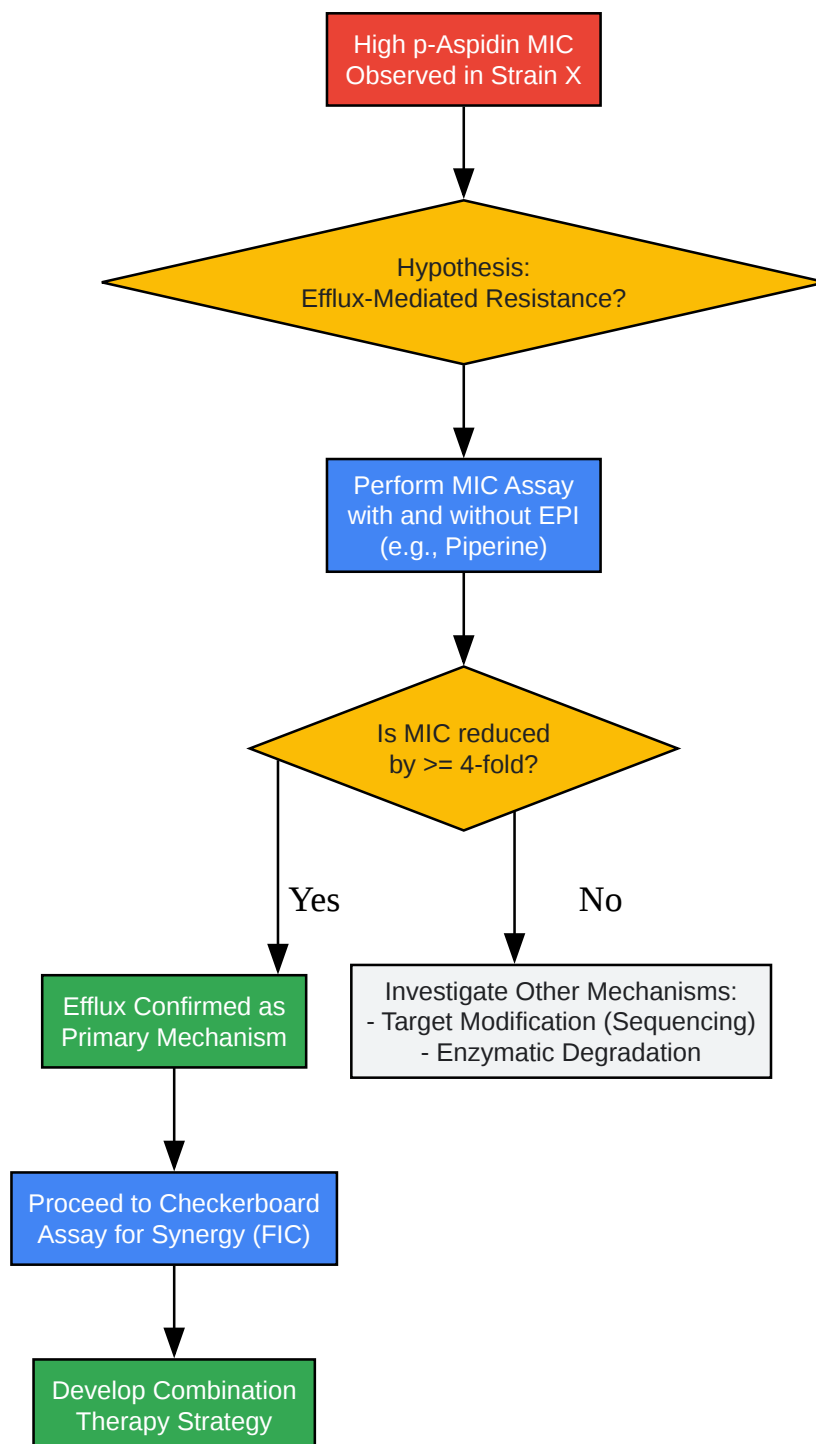 High p-Aspidin MIC
Observed in Strain X
Hypothesis:
Efflux-Mediated Resistance?
Perform MIC Assay
with and without EPI
(e.g., Piperine)
Is MIC reduced
by >= 4-fold?
Yes
No
Efflux Confirmed as
Primary Mechanism
Investigate Other Mechanisms:
- Target Modification (Sequencing)
- Enzymatic Degradation
Proceed to Checkerboard
Assay for Synergy (FIC)
Develop Combination
Therapy Strategy